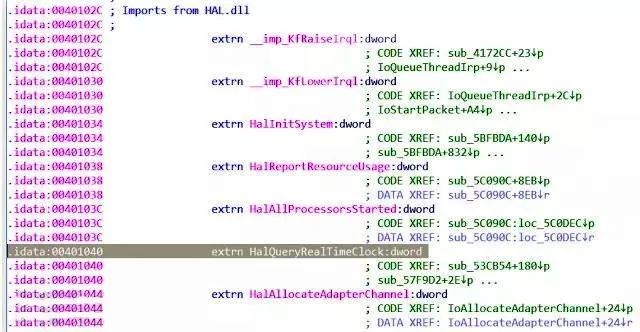 .idata:0040102C ; Imports from HAL.dll
.idata:0040102C ;
.idata:0040102C extrn __imp_KfRaiseIrql:dword
.idata:0040102C ; CODE XREF: sub_4172CC+23↓p
.idata:0040102C ; IoQueueThreadIrp+9↓p ...
.idata:00401030 extrn __imp_KfLowerIrql:dword
.idata:00401030 ; CODE XREF: IoQueueThreadIrp+2C↓p
.idata:00401030 ; IoStartPacket+A4↓p ...
.idata:00401034 extrn HalInitSystem:dword
.idata:00401034 ; CODE XREF: sub_5BFBDA+140↓p
.idata:00401034 ; sub_5BFBDA+832↓p ...
.idata:00401038 extrn HalReportResourceUsage:dword
.idata:00401038 ; CODE XREF: sub_5C090C+8EB↓p
.idata:00401038 ; DATA XREF: sub_5C090C+8EB↓r
.idata:0040103C extrn HalAllProcessorsStarted:dword
.idata:0040103C ; CODE XREF: sub_5C090C:loc_5C0DEC↓p
.idata:0040103C ; DATA XREF: sub_5C090C:loc_5C0DEC↓r
.idata:00401040 extrn HalQueryRealTimeClock:dword
.idata:00401040 ; CODE XREF: sub_53CB54+180↓p
.idata:00401040 ; sub_57F9D2+2E↓p ...
.idata:00401044 extrn HalAllocateAdapterChannel:dword
.idata:00401044 ; CODE XREF: IoAllocateAdapterChannel+24↓p
.idata:00401044 ; DATA XREF: IoAllocateAdapterChannel+24↓r